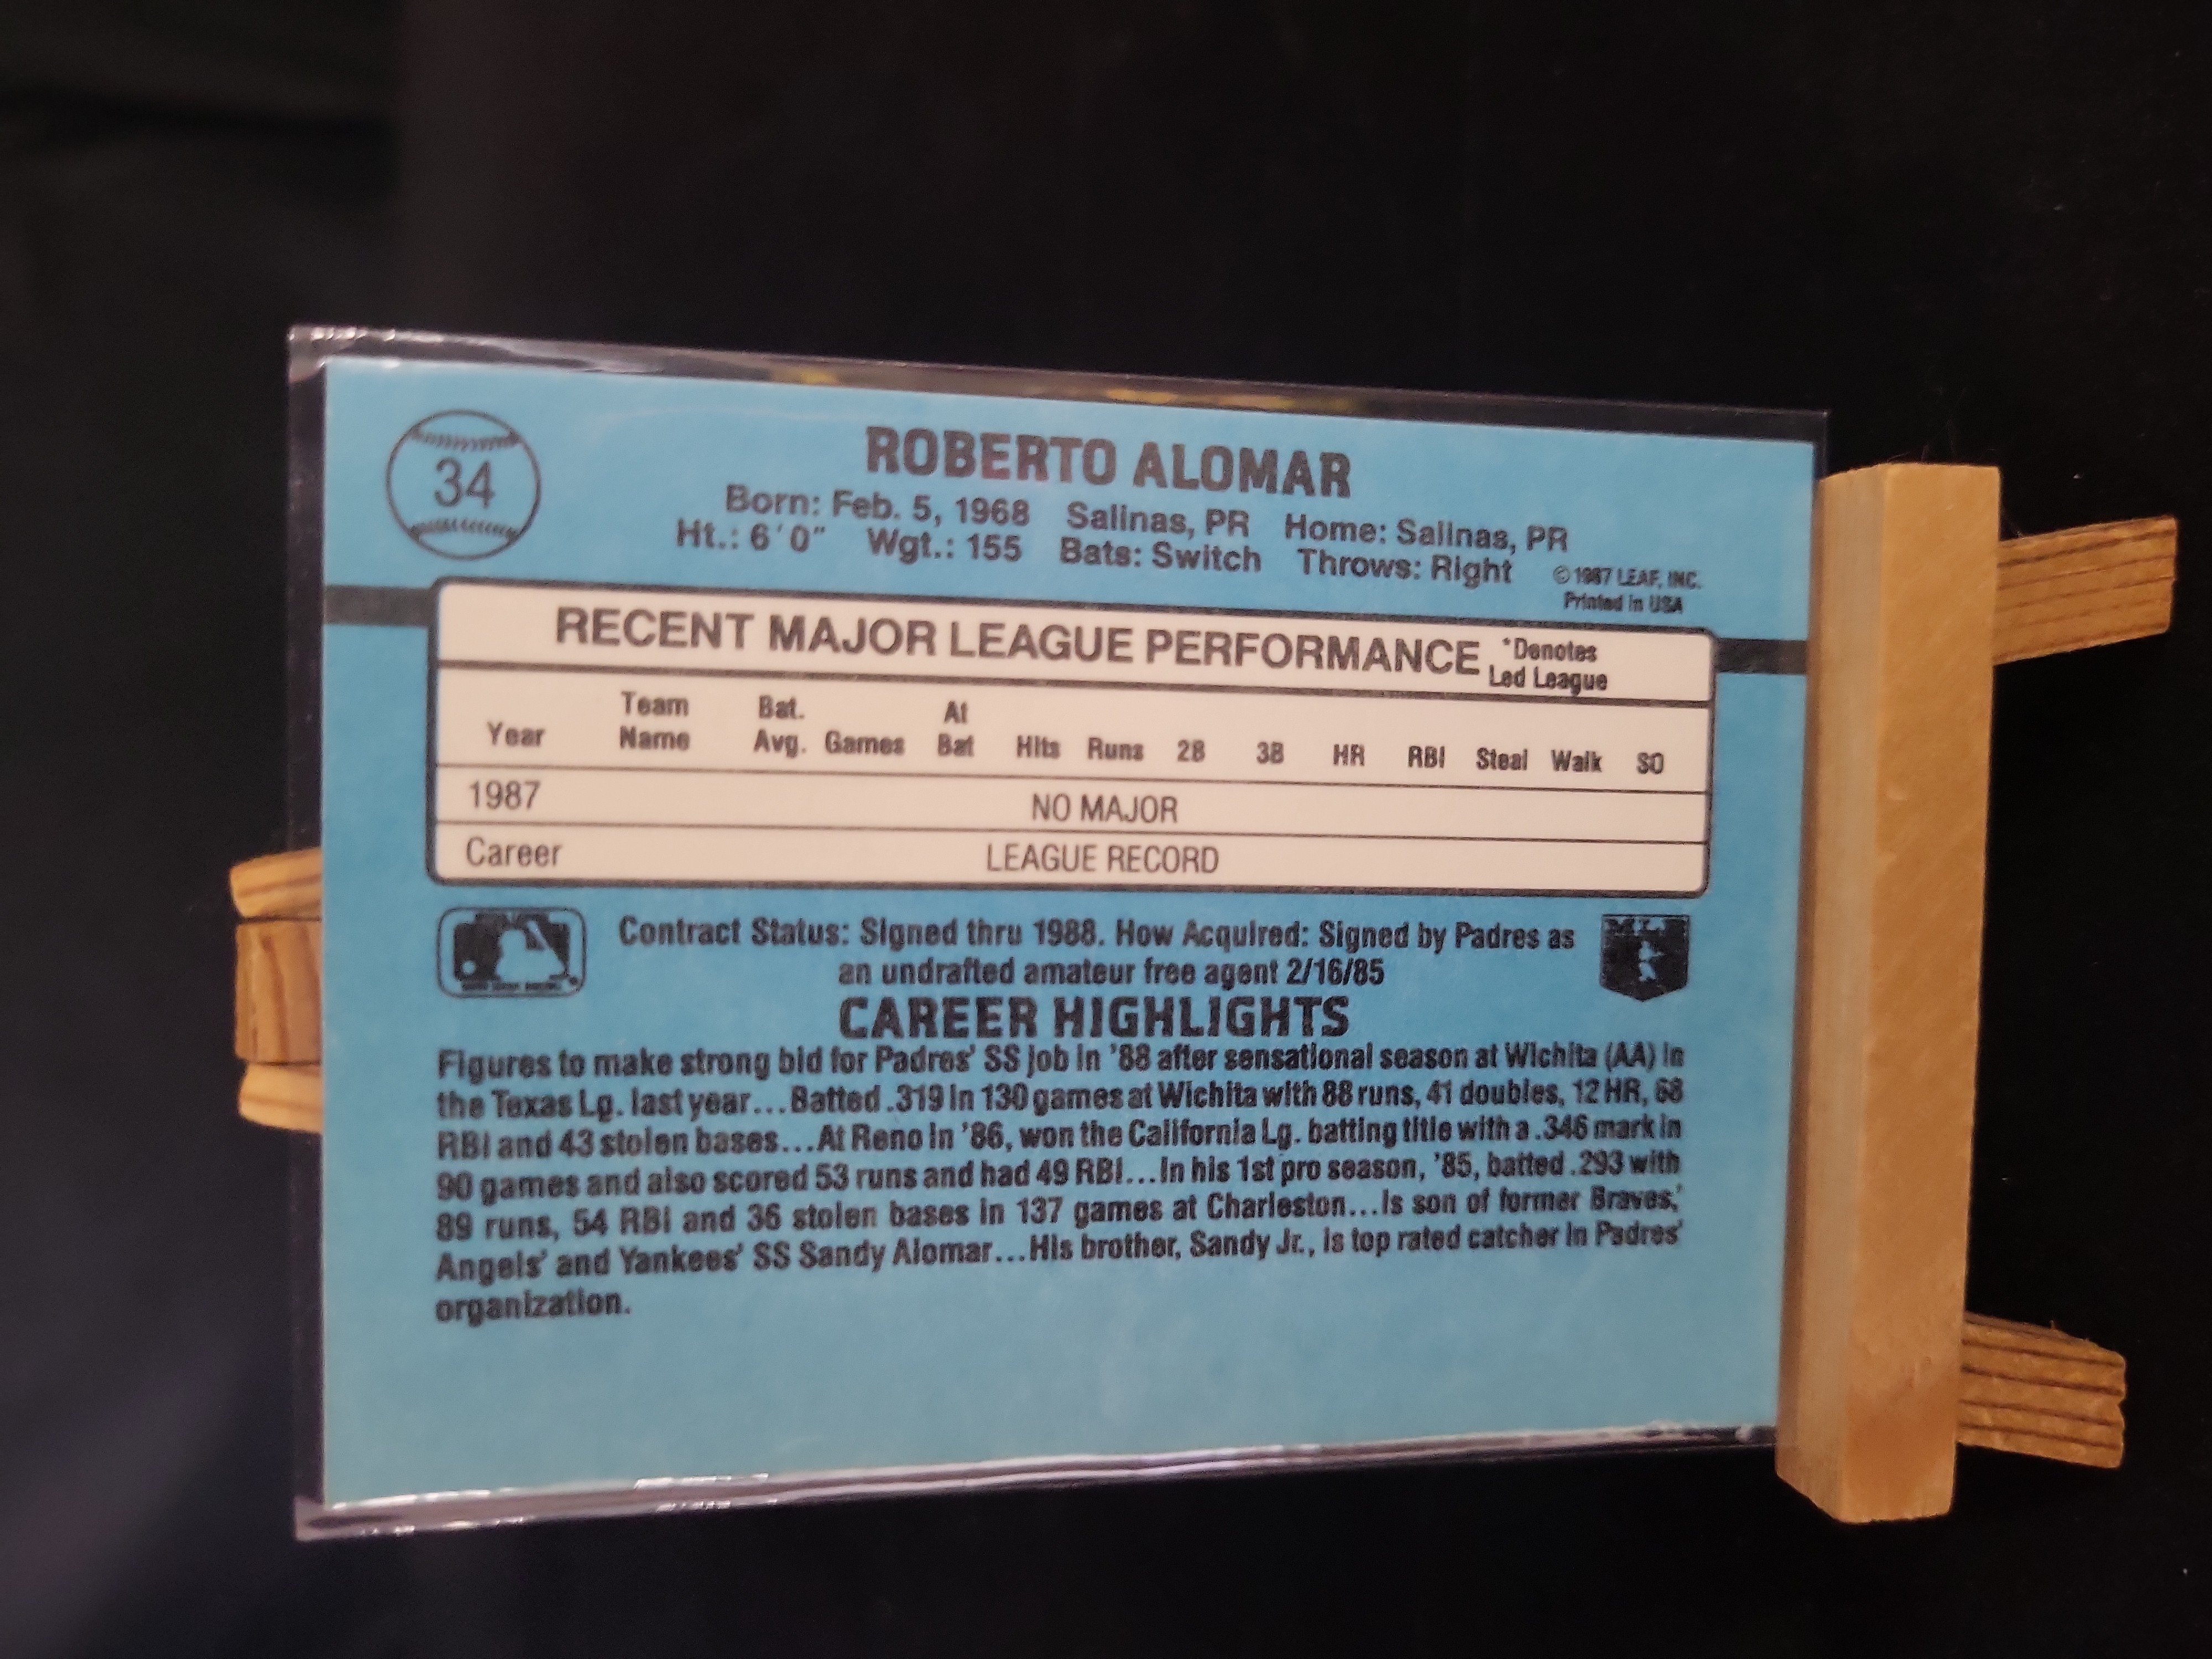 34
ROBERTO ALOMAR
Born: Feb. 5, 1968 Salinas, PR Home: Salinas, PR
Ht.: 6'0" Wgt.: 155 Bats: Switch Throws: Right
© 1987 LEAF, INC.
Printed in USA
RECENT MAJOR LEAGUE PERFORMANCE *Denotes
Led League
Year Team Name Bat. Avg. Games At Bat Hits Runs 2B 3B HR RBI Steal Walk SO
1987 NO MAJOR
Career LEAGUE RECORD
Contract Status: Signed thru 1988. How Acquired: Signed by Padres as
an undrafted amateur free agent 2/16/85
CAREER HIGHLIGHTS
Figures to make strong bid for Padres' SS job in '88 after sensational season at Wichita (AA) in
the Texas Lg. last year...Batted .319 in 130 games at Wichita with 88 runs, 41 doubles, 12 HR, 68
RBI and 43 stolen bases...At Reno in '86, won the California Lg. batting title with a .346 mark in
90 games and also scored 53 runs and had 49 RBI...In his 1st pro season, '85, batted .293 with
89 runs, 54 RBI and 36 stolen bases in 137 games at Charleston...Is son of former Braves,'
Angels' and Yankees' SS Sandy Alomar...His brother, Sandy Jr., is top rated catcher in Padres'
organization.